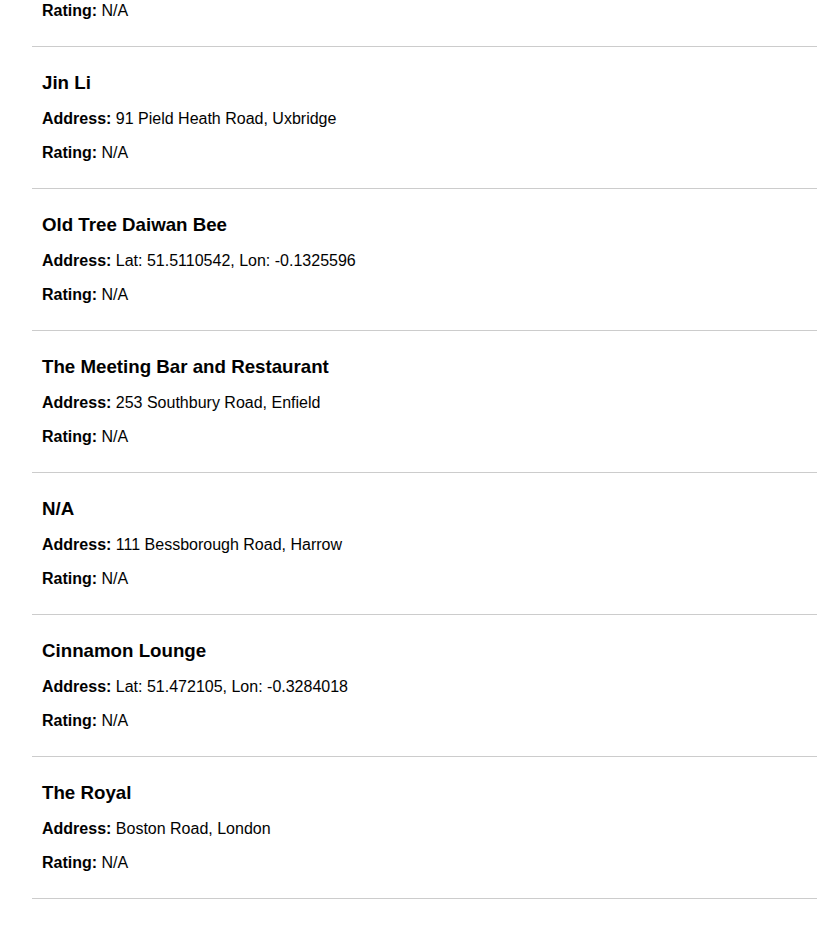 Rating: N/A
Jin Li
Address: 91 Pield Heath Road, Uxbridge
Rating: N/A
Old Tree Daiwan Bee
Address: Lat: 51.5110542, Lon: -0.1325596
Rating: N/A
The Meeting Bar and Restaurant
Address: 253 Southbury Road, Enfield
Rating: N/A
N/A
Address: 111 Bessborough Road, Harrow
Rating: N/A
Cinnamon Lounge
Address: Lat: 51.472105, Lon: -0.3284018
Rating: N/A
The Royal
Address: Boston Road, London
Rating: N/A